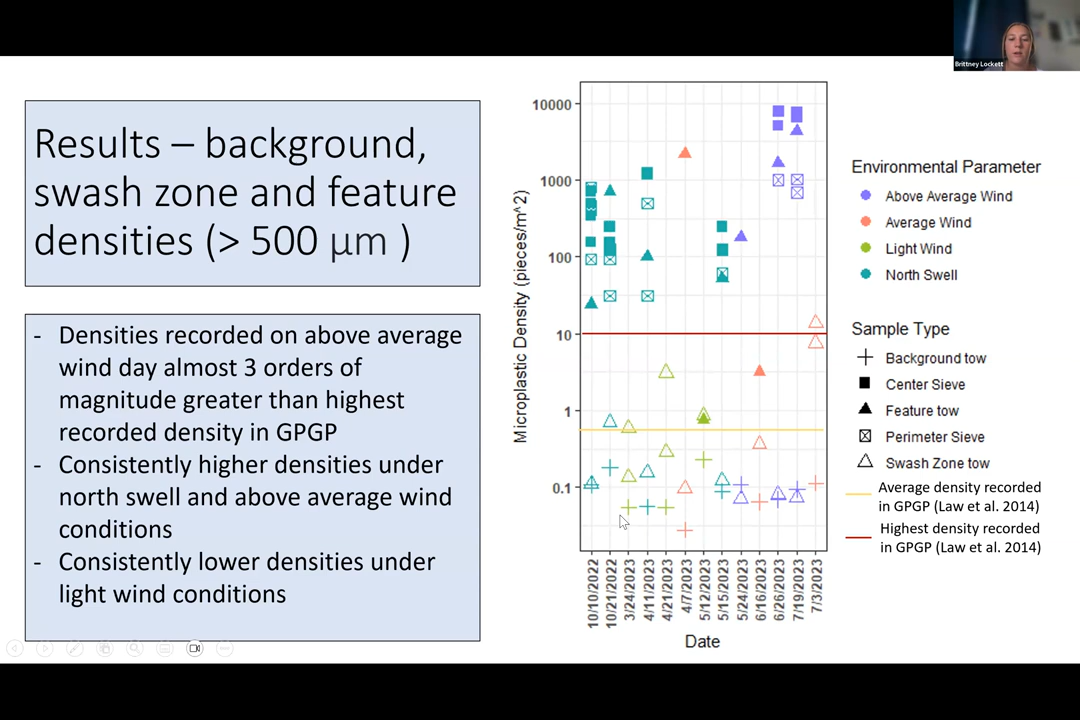 Brittney Lockett
Results – background,
swash zone and feature
densities (> 500 µm )
- Densities recorded on above average
wind day almost 3 orders of
magnitude greater than highest
recorded density in GPGP
- Consistently higher densities under
north swell and above average wind
conditions
- Consistently lower densities under
light wind conditions
Microplastic Density (pieces/m^2)
10000
1000
100
10
1
0.1
10/10/2022
10/21/2022
3/24/2023
4/11/2023
4/21/2023
4/7/2023
5/12/2023
5/15/2023
5/24/2023
6/16/2023
6/26/2023
7/19/2023
7/3/2023
Date
Environmental Parameter
Above Average Wind
Average Wind
Light Wind
North Swell
Sample Type
Background tow
Center Sieve
Feature tow
Perimeter Sieve
Swash Zone tow
Average density recorded
in GPGP (Law et al. 2014)
Highest density recorded
in GPGP (Law et al. 2014)